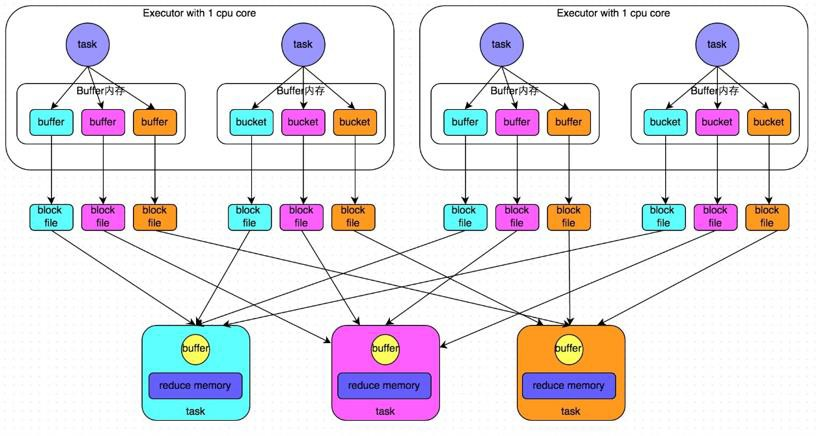 Executor with 1 cpu core
Executor with 1 cpu core
task
task
task
task
Buffer内存
Buffer内存
Buffer内存
Buffer内存
buffer
buffer
buffer
bucket
bucket
bucket
buffer
buffer
buffer
bucket
bucket
bucket
block
file
block
file
block
file
block
file
block
file
block
file
block
file
block
file
block
file
block
file
block
file
block
file
buffer
reduce memory
task
buffer
reduce memory
task
buffer
reduce memory
task